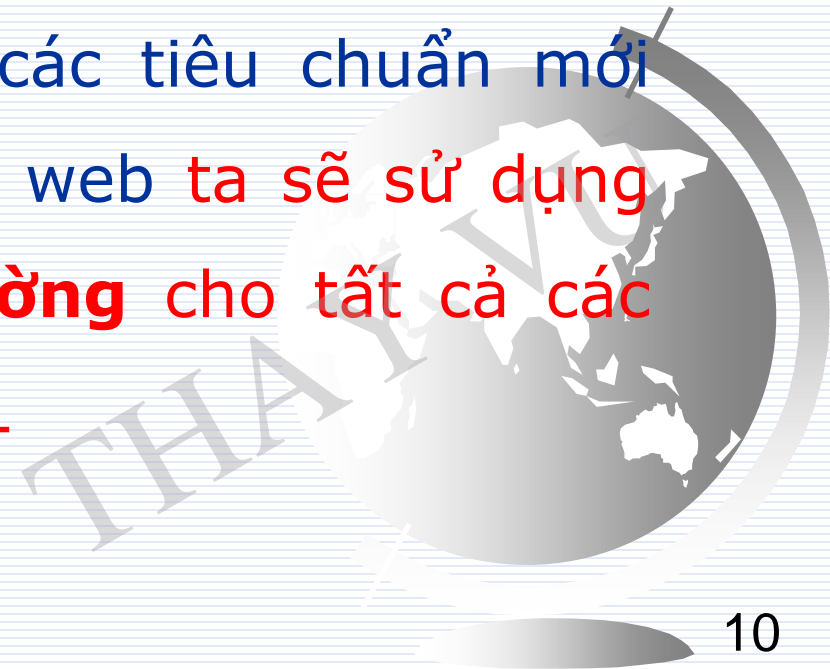 các tiêu chuẩn mới
web ta sẽ sử dụng
ờng cho tất cả các
THAY VU
10